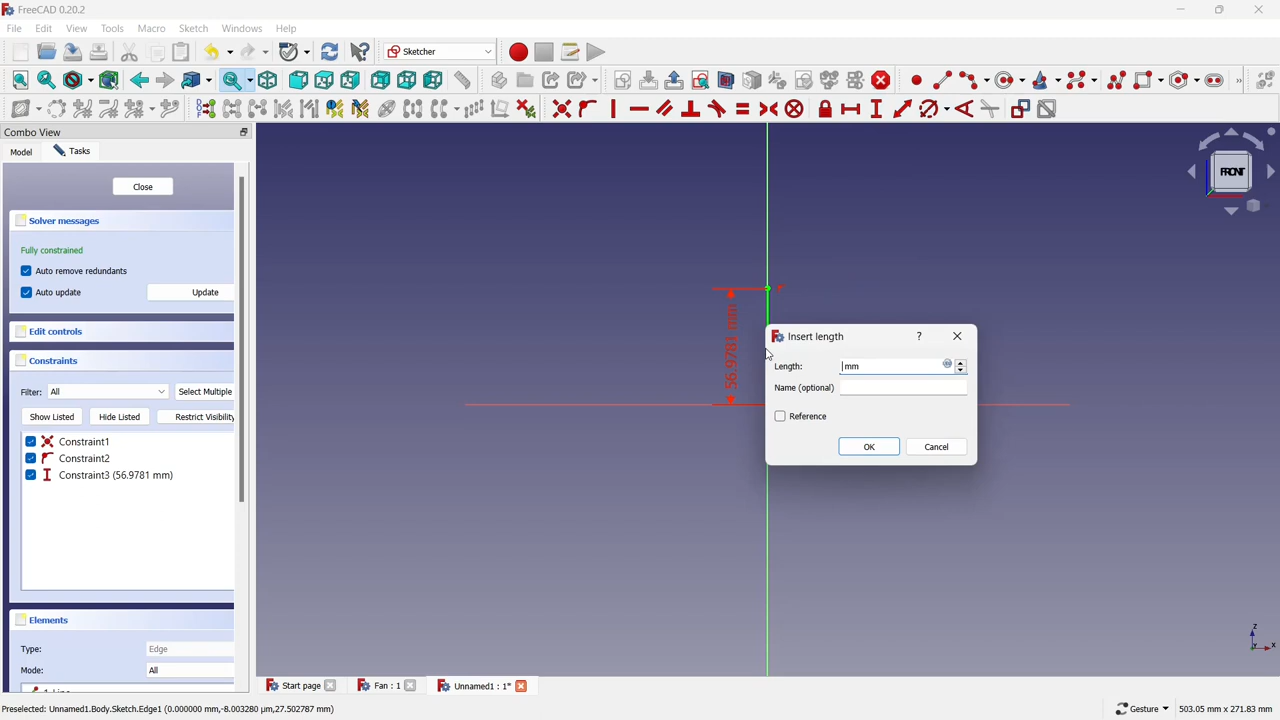 FreeCAD 0.20.2
File Edit View Tools Macro Sketch Windows Help
Sketcher
Combo View
Model Tasks
Close
Solver messages
Fully constrained
Auto remove redundants
Auto update Update
Edit controls
Constraints
Filter: All Select Multiple
Show Listed Hide Listed Restrict Visibility
Constraint1
Constraint2
Constraint3 (56.9781 mm)
Elements
Type: Edge
Mode: All
1-Line
56.9781 mm
FRONT
Insert length ?
Length: mm
Name (optional)
Reference
OK Cancel
z
x
Start page Fan : 1 Unnamed1 : 1*
Preselected: Unnamed1.Body.Sketch.Edge1 (0.000000 mm,-8.003280 µm,27.502787 mm) Gesture 503.05 mm x 271.83 mm